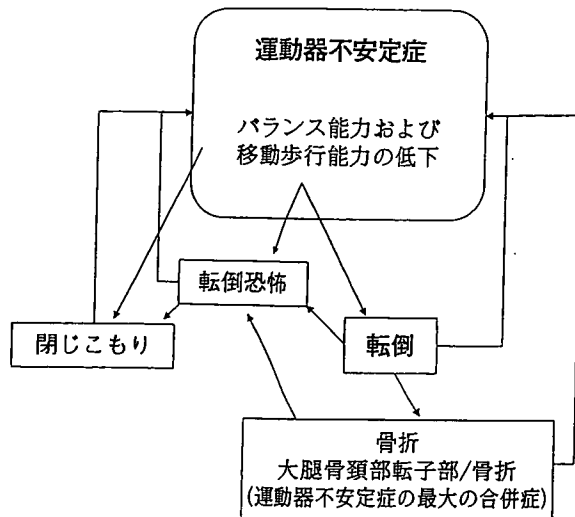 運動器不安定症
バランス能力および
移動歩行能力の低下
転倒恐怖
閉じこもり
転倒
骨折
大腿骨頚部転子部/骨折
(運動器不安定症の最大の合併症)